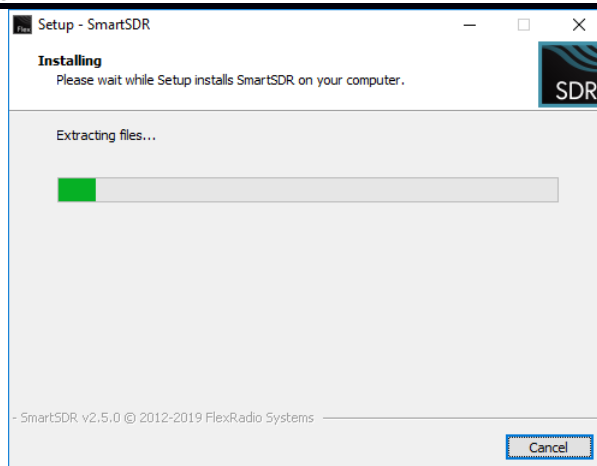 Flex Setup - SmartSDR
Installing
Please wait while Setup installs SmartSDR on your computer.
SDR
Extracting files...
- SmartSDR v2.5.0 © 2012-2019 FlexRadio Systems
Cancel